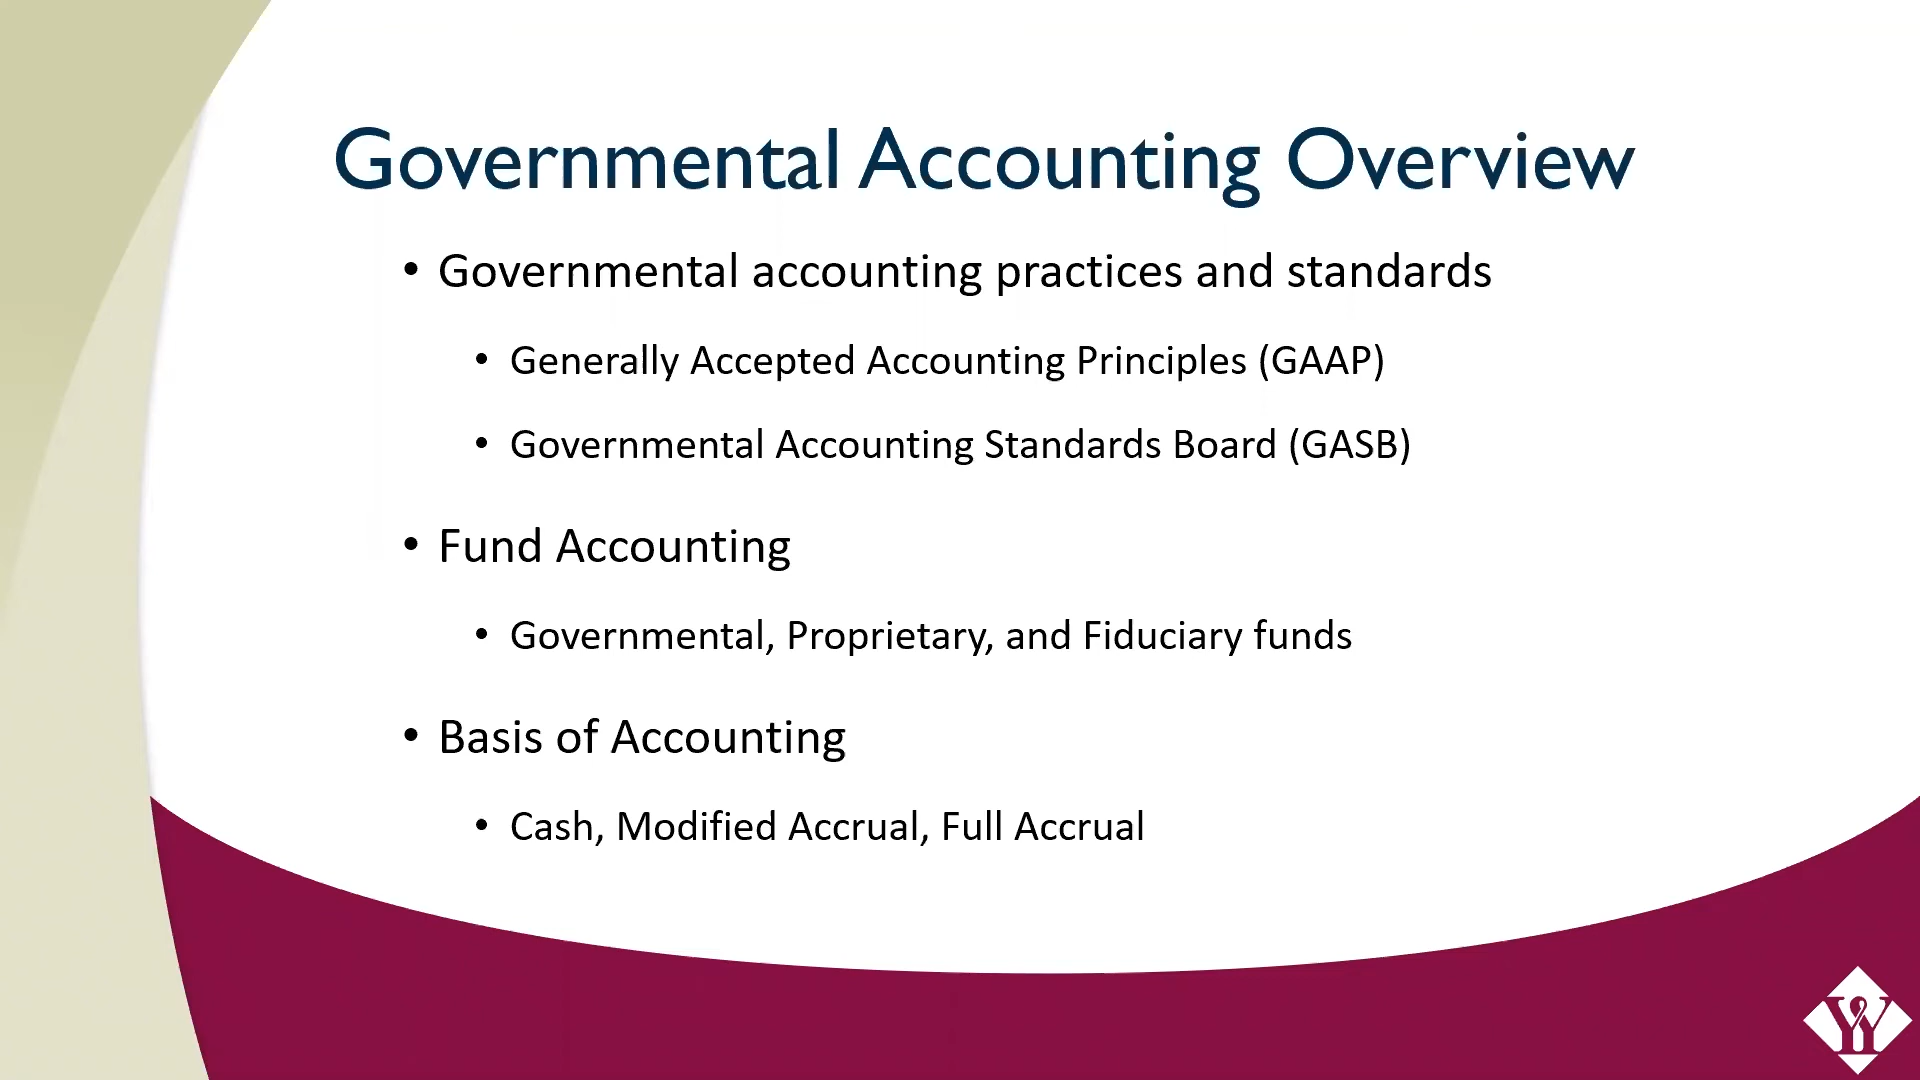 Governmental Accounting Overview
• Governmental accounting practices and standards
• Generally Accepted Accounting Principles (GAAP)
• Governmental Accounting Standards Board (GASB)
• Fund Accounting
• Governmental, Proprietary, and Fiduciary funds
• Basis of Accounting
• Cash, Modified Accrual, Full Accrual